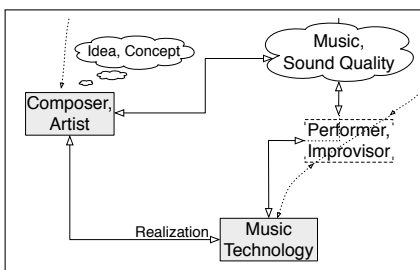 Idea, Concept
Music,
Sound Quality
Composer,
Artist
Performer,
Improvisor
Realization
Music
Technology